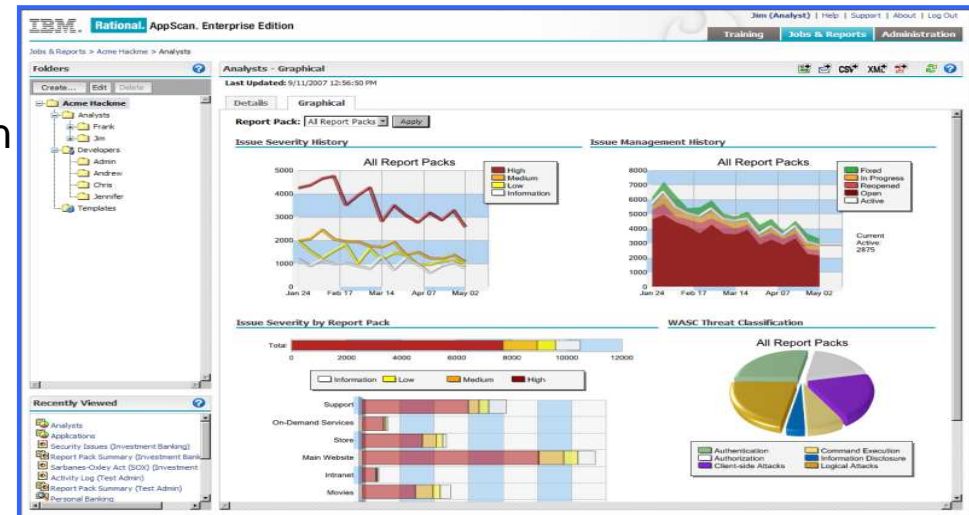 IBM. Rational. AppScan. Enterprise Edition
Jim (Analyst) | Help | Support | About | Log Out
Training Jobs & Reports Administration
Jobs & Reports > Acme Hackme > Analysts
Folders
Create... Edit Delete
Acme Hackme
Analysts
Frank
Jim
Developers
Admin
Andrew
Chris
Jennifer
Templates
Recently Viewed
Analysts
Applications
Security Issues (Investment Banking)
Report Pack Summary (Investment Bank
Sarbanes-Oxley Act (SOX) (Investment
Activity Log (Test Admin)
Report Pack Summary (Test Admin)
Personal Banking
n
Analysts - Graphical
CSV XML
Last Updated: 9/11/2007 12:56:50 PM
Details Graphical
Report Pack: All Report Packs Apply
Issue Severity History
All Report Packs
5000
4000
3000
2000
1000
0
Jan 24 Feb 17 Mar 14 Apr 07 May 02
High
Medium
Low
Information
Issue Management History
All Report Packs
8000
7000
6000
5000
4000
3000
2000
1000
0
Jan 24 Feb 17 Mar 14 Apr 07 May 02
Fixed
In Progress
Reopened
Open
Active
Current
Active:
2875
Issue Severity by Report Pack
Total
0 2000 4000 6000 8000 10000 12000
Information Low Medium High
Support
On-Demand Services
Store
Main Website
Intranet
Movies
WASC Threat Classification
All Report Packs
Authentication Command Execution
Authorization Information Disclosure
Client-side Attacks Logical Attacks